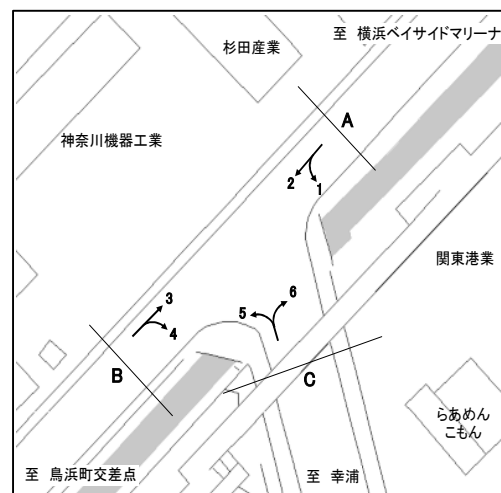 至 横浜ベイサイドマリーナ
杉田産業
A
神奈川機器工業
2
1
関東港業
3
4
5
6
B
C
らあめん
こもん
至 鳥浜町交差点
至 幸浦